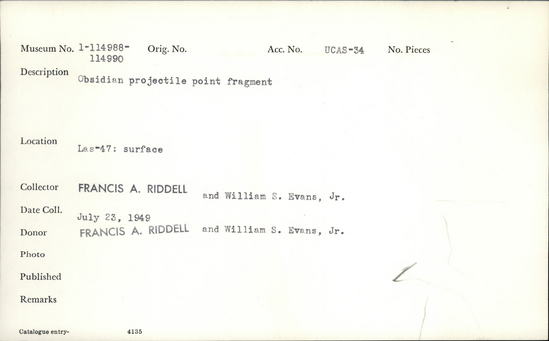 Museum No. 1-114988-114990 Orig. No. Acc. No. UCAS-34 No. Pieces
Description Obsidian projectile point fragment
Location Las-47: surface
Collector FRANCIS A. RIDDELL and William S. Evans, Jr.
Date Coll. July 23, 1949
Donor FRANCIS A. RIDDELL and William S. Evans, Jr.
Photo
Published
Remarks
Catalogue entry- 4135